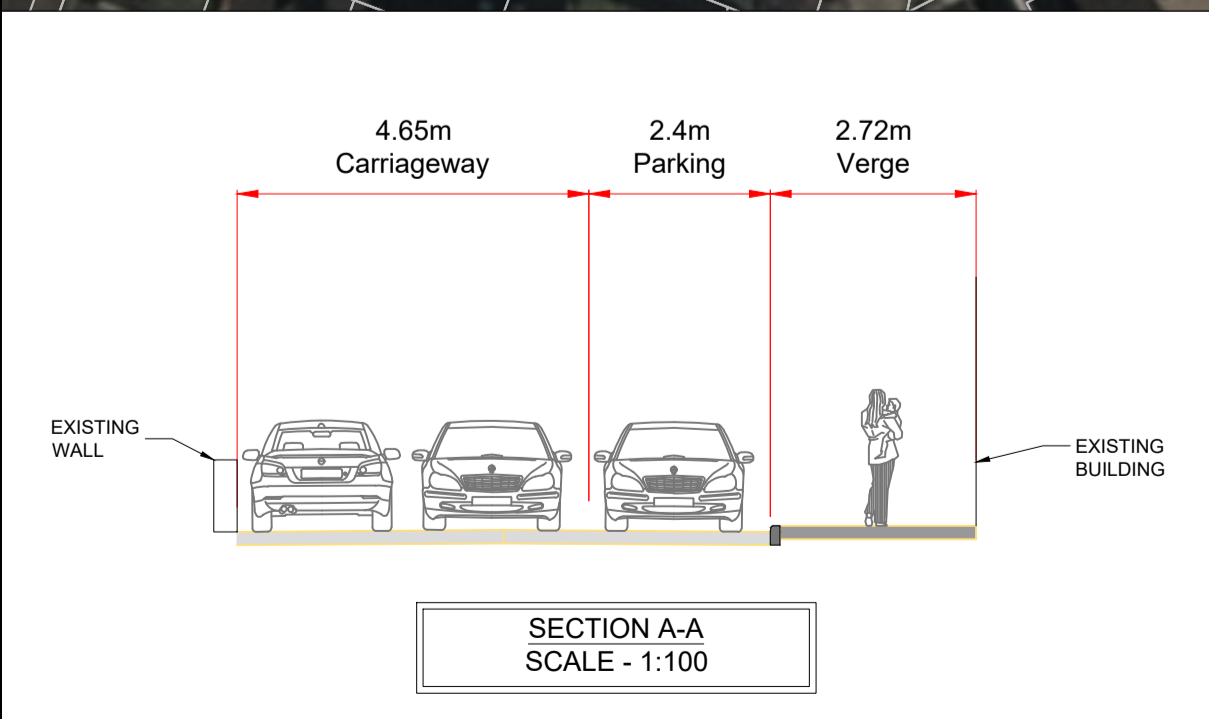 4.65m
Carriageway
2.4m
Parking
2.72m
Verge
EXISTING
WALL
EXISTING
BUILDING
SECTION A-A
SCALE - 1:100